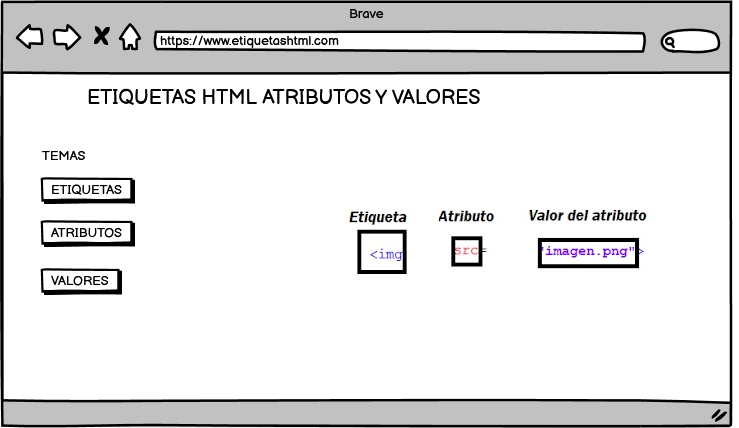 Brave
https://www.etiquetashtml.com
ETIQUETAS HTML ATRIBUTOS Y VALORES
TEMAS
ETIQUETAS
ATRIBUTOS
VALORES
Etiqueta Atributo Valor del atributo
<img src= "imagen.png">